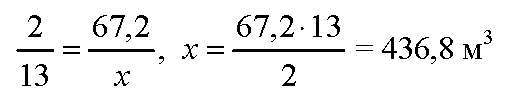 2/13 = 67,2/x, x = 67,2·13/2 = 436,8 м³